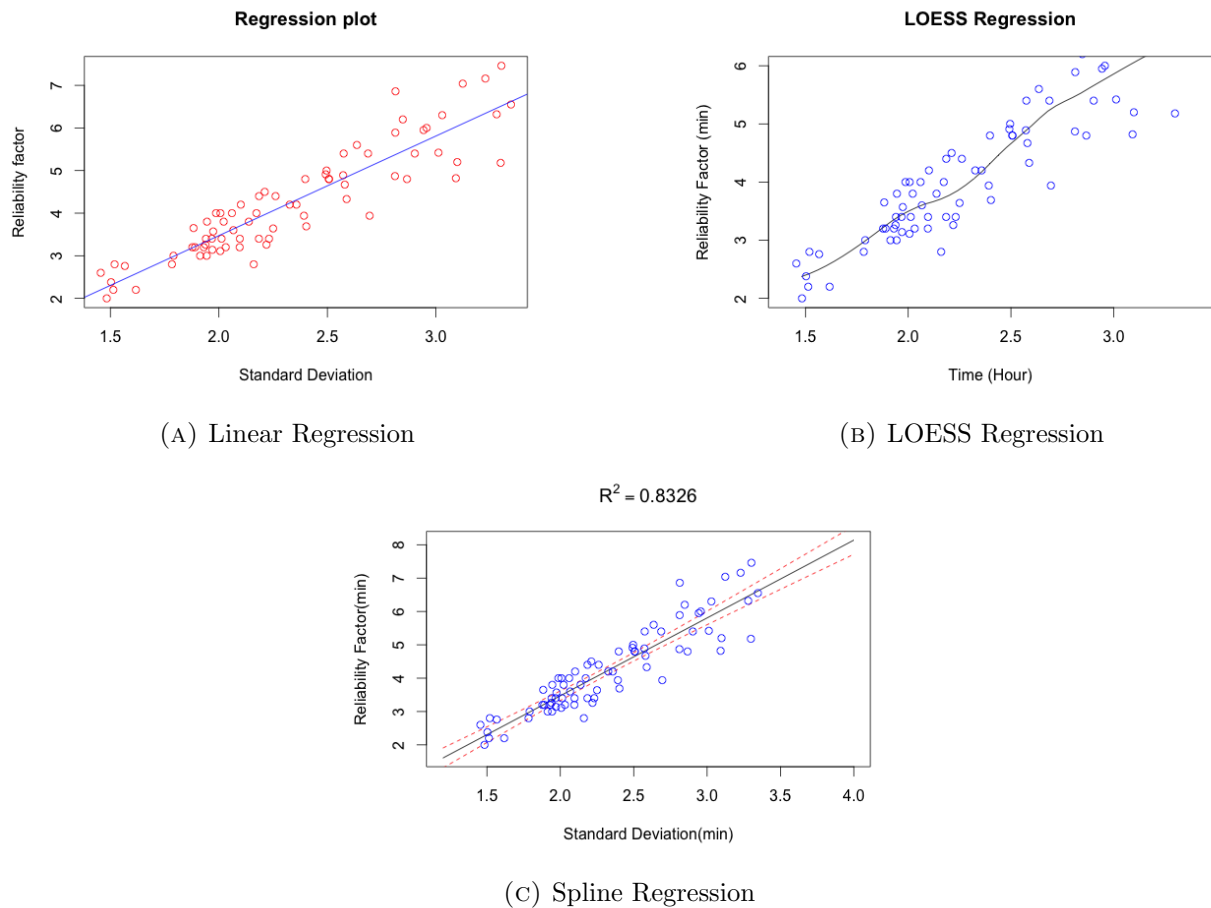 Regression plot
Reliability factor
7
6
5
4
3
2
1.5 2.0 2.5 3.0
Standard Deviation
(A) Linear Regression
LOESS Regression
Reliability Factor (min)
6
5
4
3
2
1.5 2.0 2.5 3.0
Time (Hour)
(B) LOESS Regression
R² = 0.8326
Reliability Factor(min)
8
7
6
5
4
3
2
1.5 2.0 2.5 3.0 3.5 4.0
Standard Deviation(min)
(C) Spline Regression